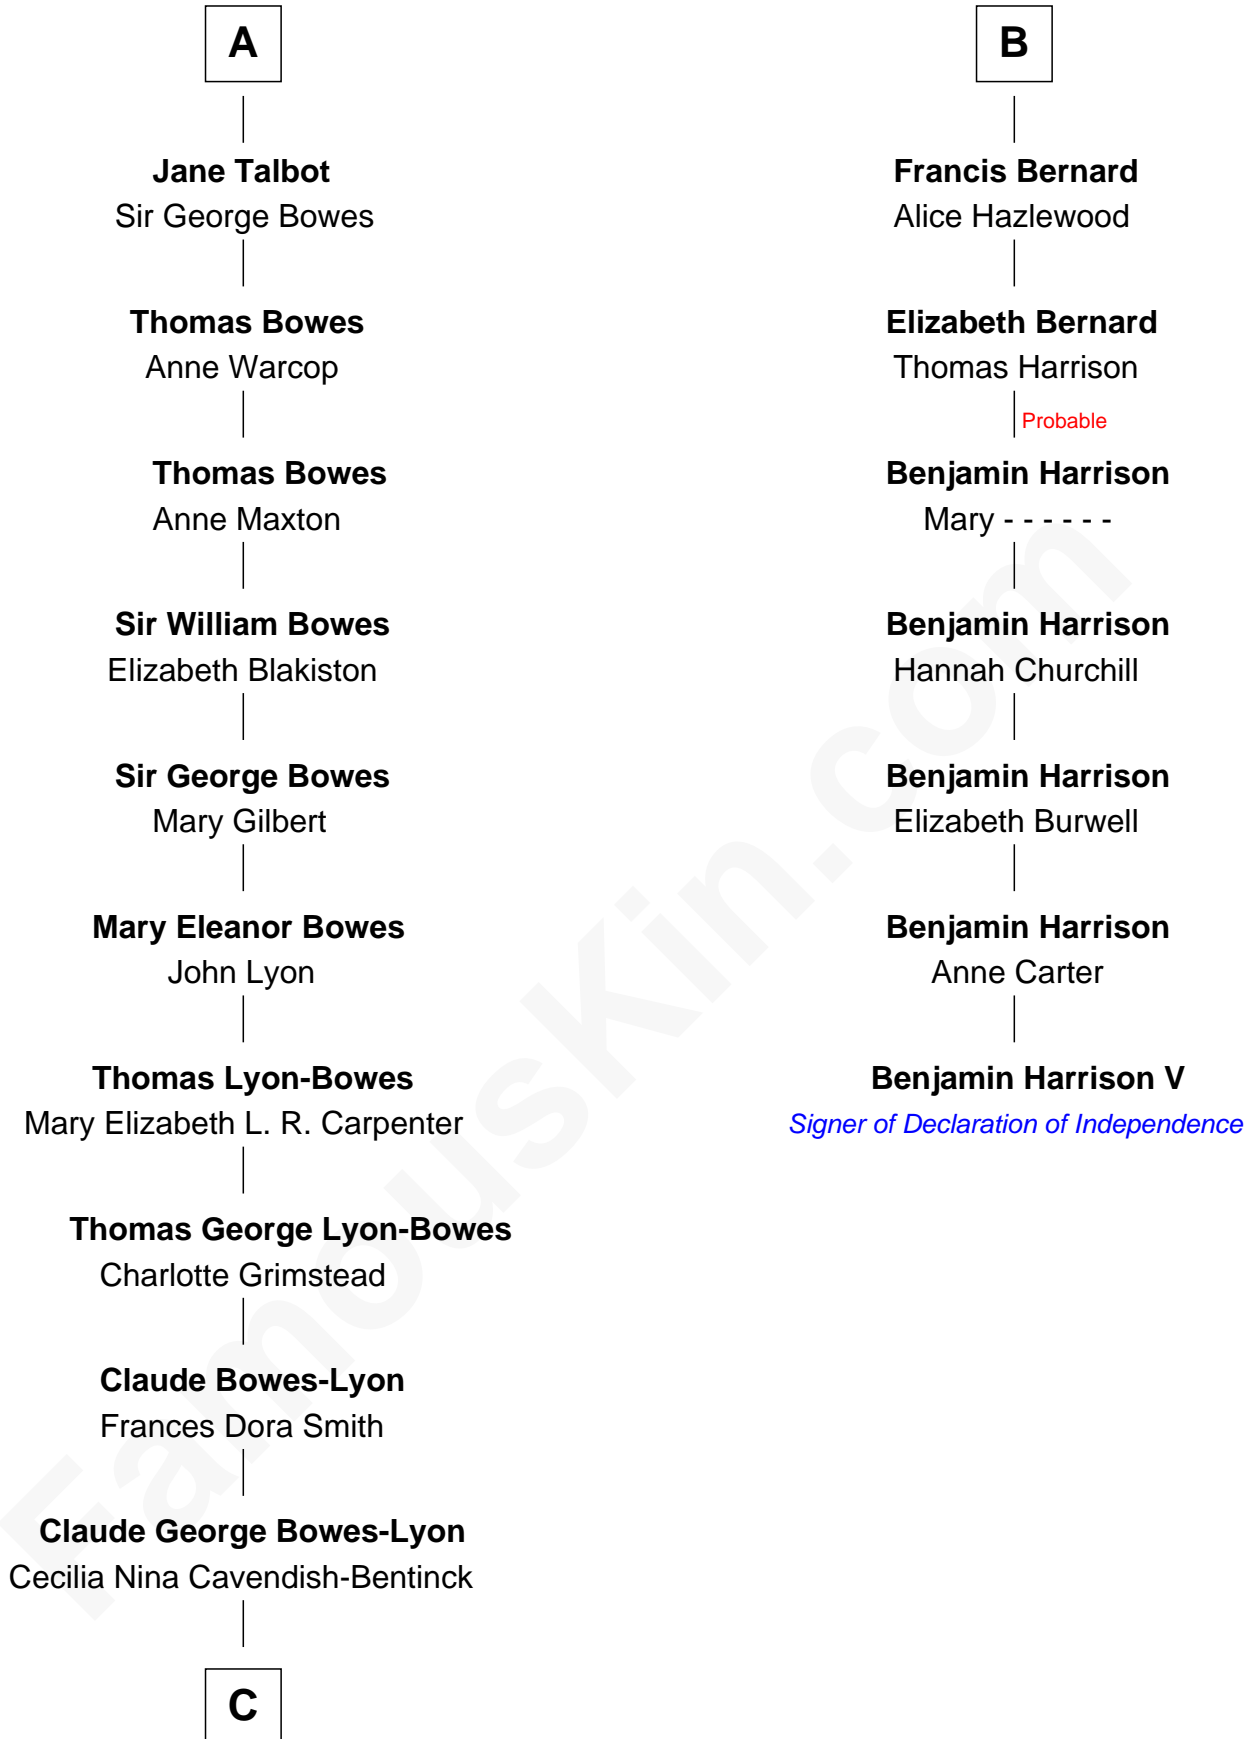 A
Jane Talbot
Sir George Bowes
Thomas Bowes
Anne Warcop
Thomas Bowes
Anne Maxton
Sir William Bowes
Elizabeth Blakiston
Sir George Bowes
Mary Gilbert
Mary Eleanor Bowes
John Lyon
Thomas Lyon-Bowes
Mary Elizabeth L. R. Carpenter
Thomas George Lyon-Bowes
Charlotte Grimstead
Claude Bowes-Lyon
Frances Dora Smith
Claude George Bowes-Lyon
Cecilia Nina Cavendish-Bentinck
C
B
Francis Bernard
Alice Hazlewood
Elizabeth Bernard
Thomas Harrison
Probable
Benjamin Harrison
Mary - - - - - -
Benjamin Harrison
Hannah Churchill
Benjamin Harrison
Elizabeth Burwell
Benjamin Harrison
Anne Carter
Benjamin Harrison V
Signer of Declaration of Independence
FamousKin.com